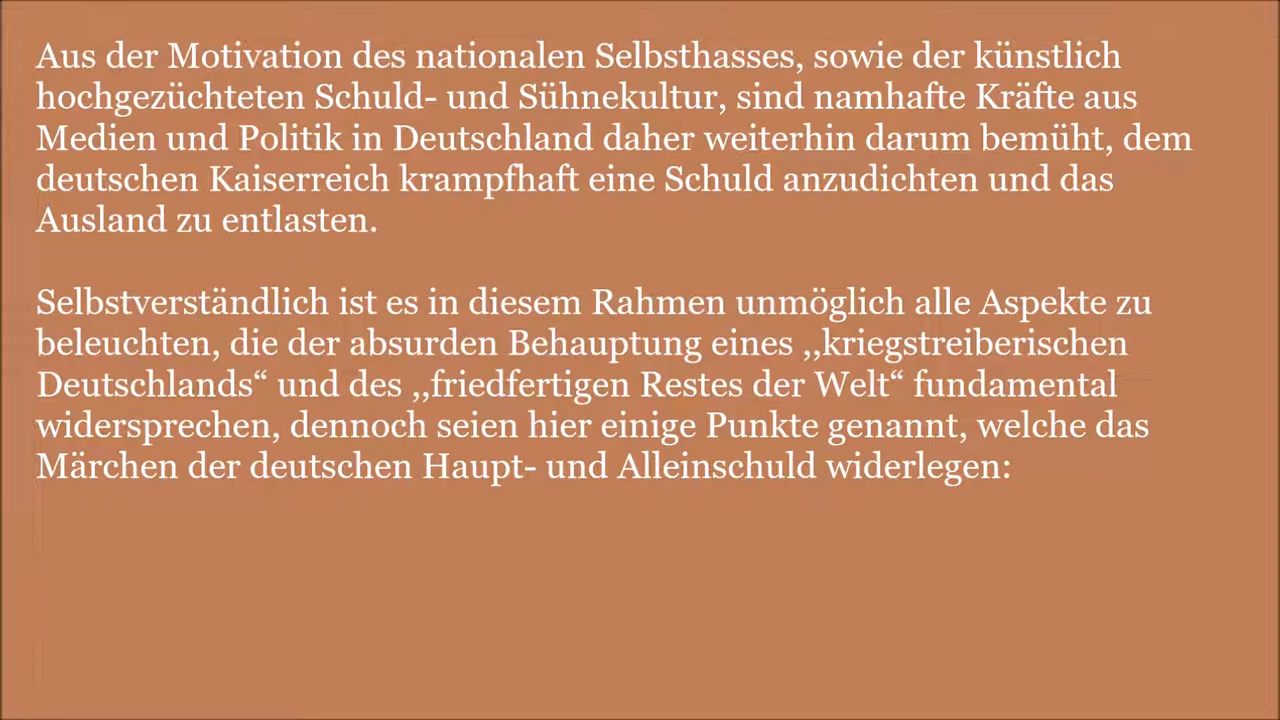 Aus der Motivation des nationalen Selbsthasses, sowie der künstlich
hochgezüchteten Schuld- und Sühnekultur, sind namhafte Kräfte aus
Medien und Politik in Deutschland daher weiterhin darum bemüht, dem
deutschen Kaiserreich krampfhaft eine Schuld anzudichten und das
Ausland zu entlasten.
Selbstverständlich ist es in diesem Rahmen unmöglich alle Aspekte zu
beleuchten, die der absurden Behauptung eines ,,kriegstreiberischen
Deutschlands“ und des ,,friedfertigen Restes der Welt“ fundamental
widersprechen, dennoch seien hier einige Punkte genannt, welche das
Märchen der deutschen Haupt- und Alleinschuld widerlegen: